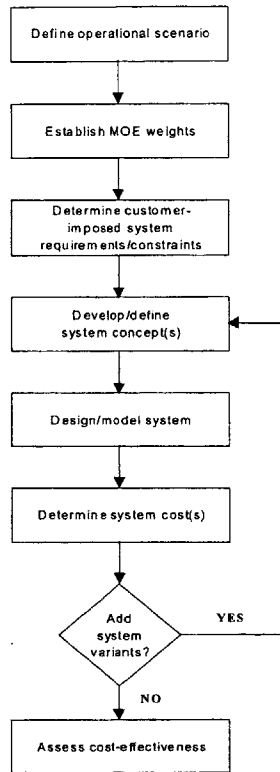 Define operational scenario
Establish MOE weights
Determine customer-
imposed system
requirements/constraints
Develop/define
system concept(s)
Design/model system
Determine system cost(s)
Add
system
variants?
YES
NO
Assess cost-effectiveness